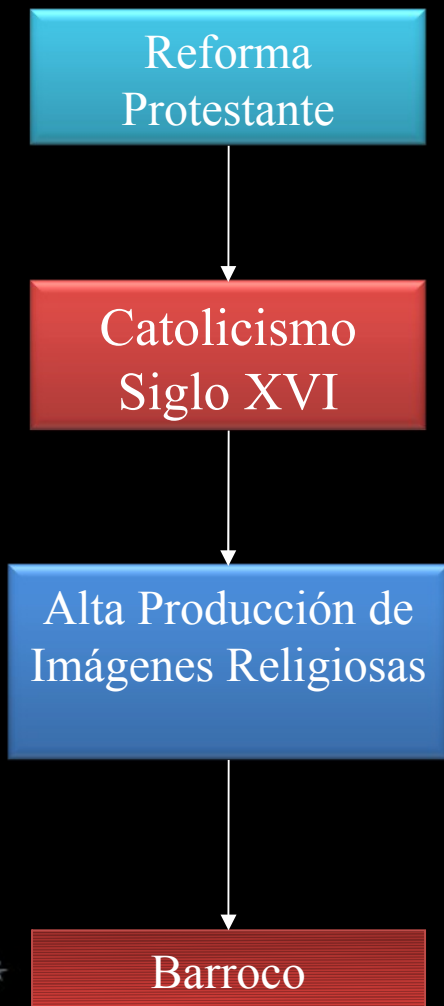 Reforma
Protestante
Catolicismo
Siglo XVI
Alta Producción de
Imágenes Religiosas
Barroco